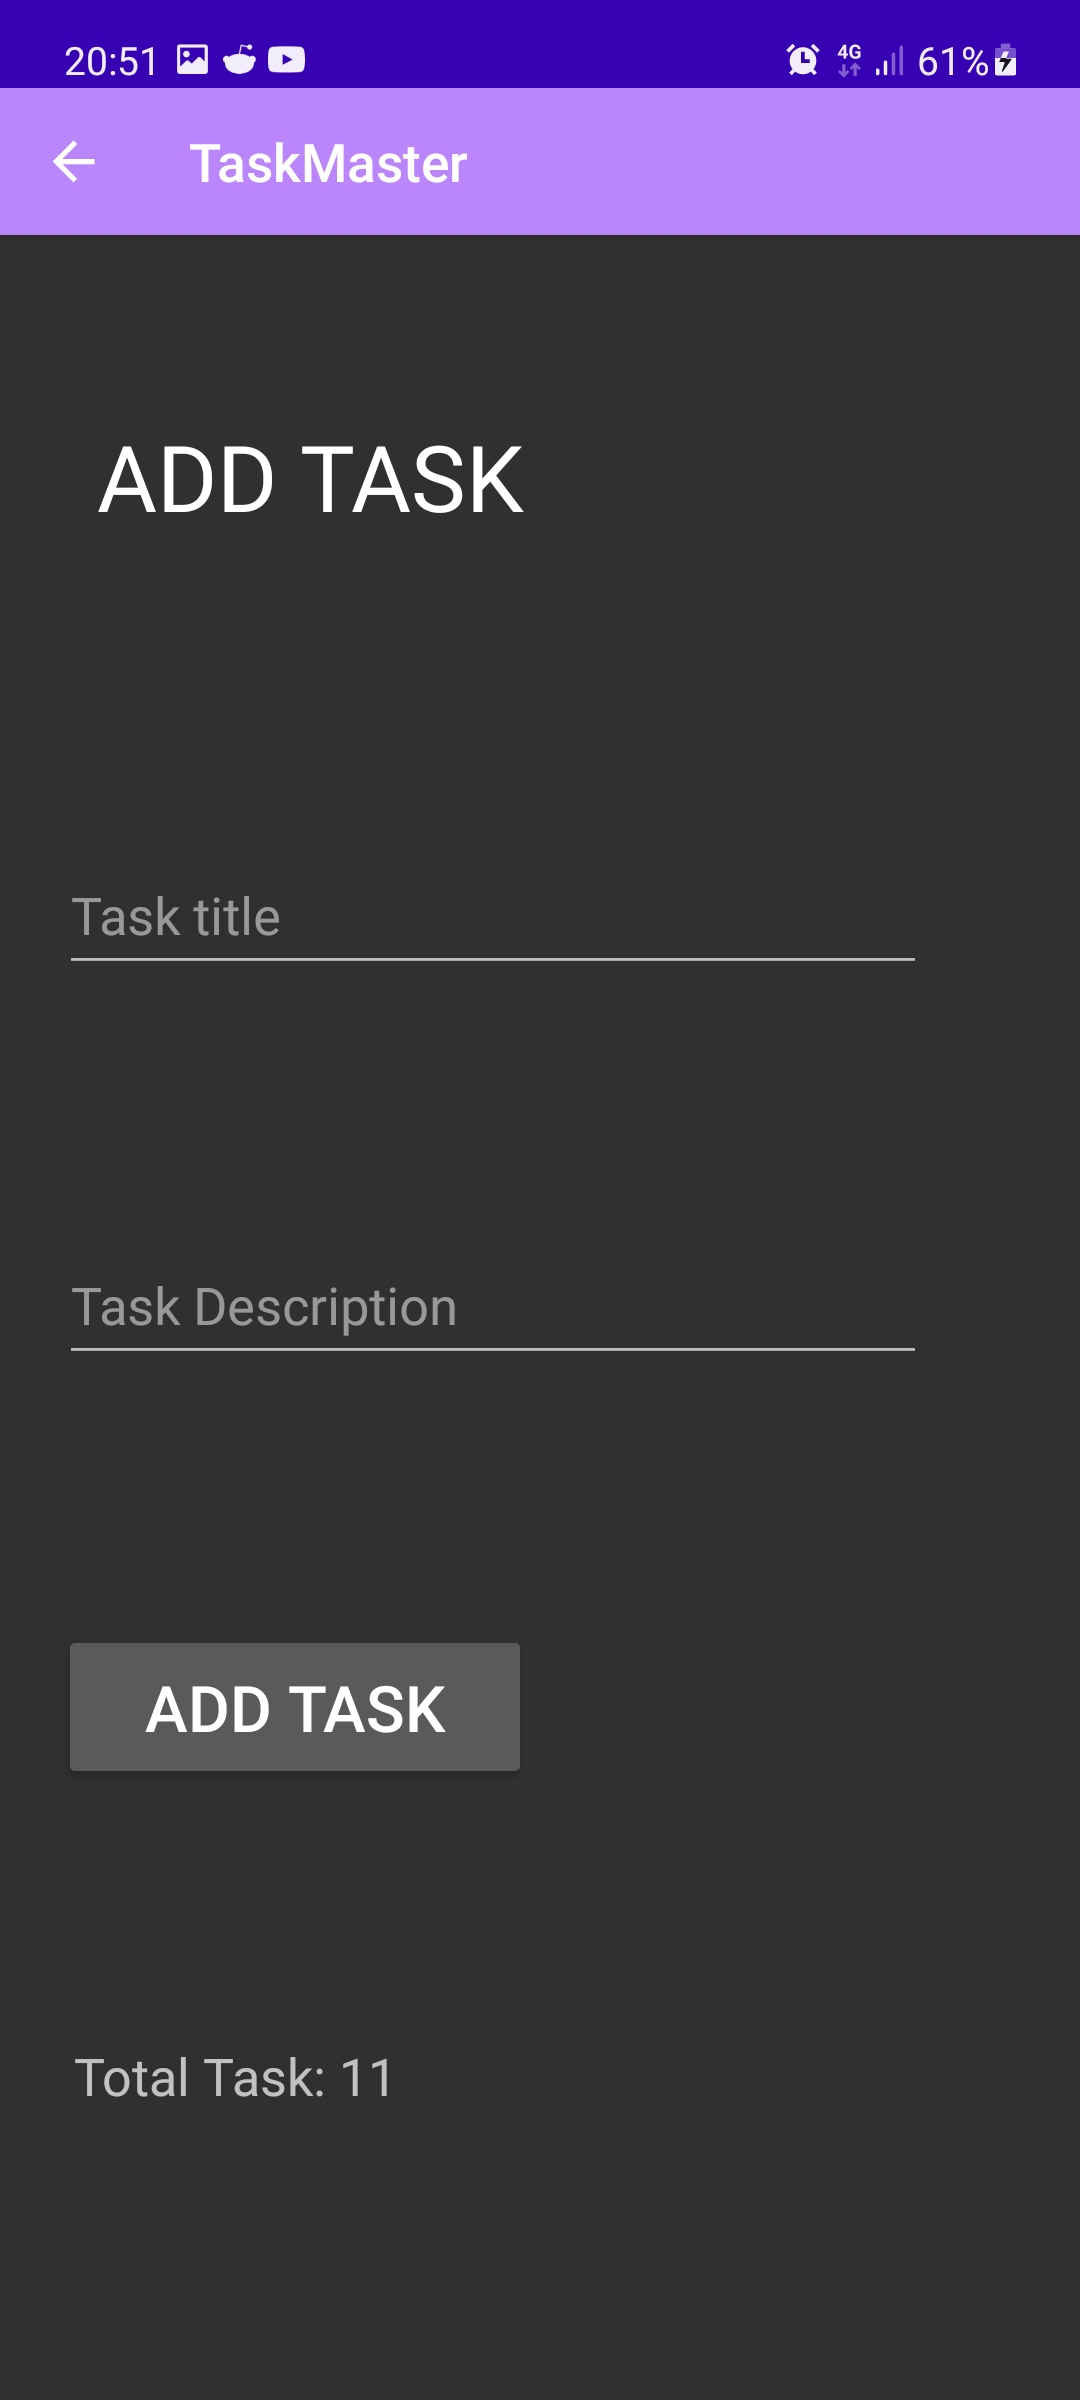 20:51 4G 61%
TaskMaster
ADD TASK
Task title
Task Description
ADD TASK
Total Task: 11